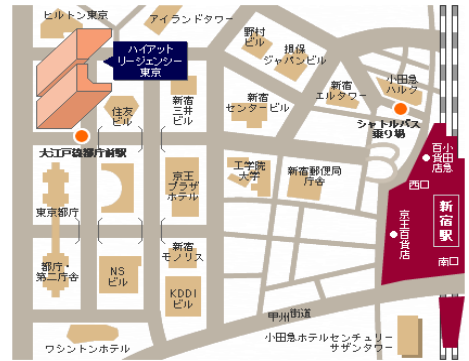 ヒルトン東京
アイランドタワー
ハイアット
リージェンシー
東京
野村
ビル
損保
ジャパンビル
小田急
ハルク
新宿
エルタワー
シャトルバス
乗り場
住友
ビル
新宿
三井
ビル
新宿
センタービル
大江戸線都庁前駅
小田急
百貨店
西口
新宿駅
南口
京王百貨店
京王
プラザ
ホテル
工学院
大学
新宿郵便局
庁舎
東京都庁
都庁・
第二庁舎
NS
ビル
新宿
モノリス
KDDI
ビル
甲州街道
ワシントンホテル
小田急ホテルセンチュリー
サザンタワー